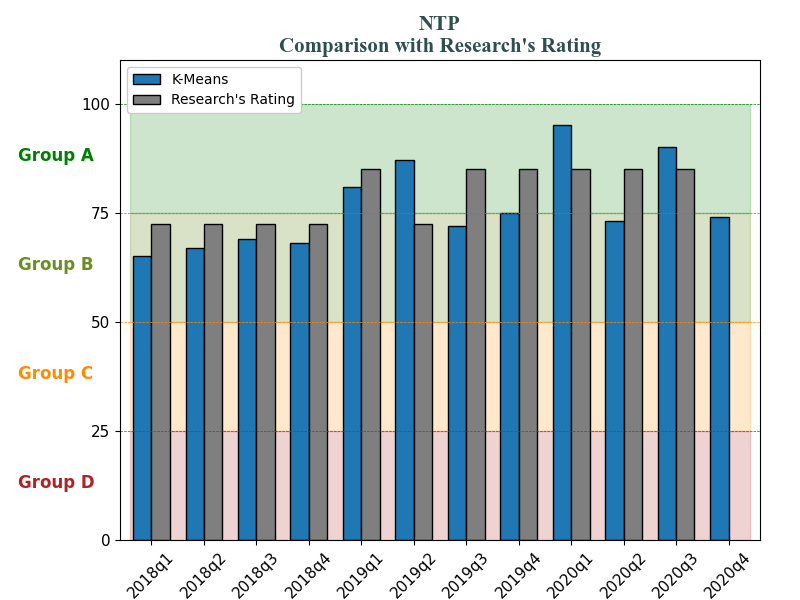 NTP
Comparison with Research's Rating
K-Means
Research's Rating
100
Group A
75
Group B
50
Group C
25
Group D
0
2018q1
2018q2
2018q3
2018q4
2019q1
2019q2
2019q3
2019q4
2020q1
2020q2
2020q3
2020q4